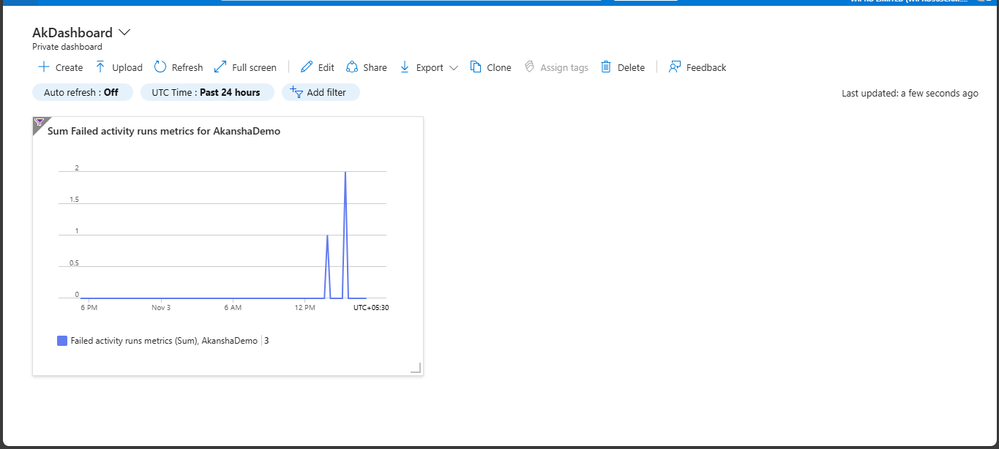 AkDashboard
Private dashboard
Create Upload Refresh Full screen Edit Share Export Clone Assign tags Delete Feedback
Auto refresh : Off UTC Time : Past 24 hours Add filter Last updated: a few seconds ago
Sum Failed activity runs metrics for AkanshaDemo
2
1.5
1
0.5
0
6 PM Nov 3 6 AM 12 PM UTC+05:30
Failed activity runs metrics (Sum), AkanshaDemo 3